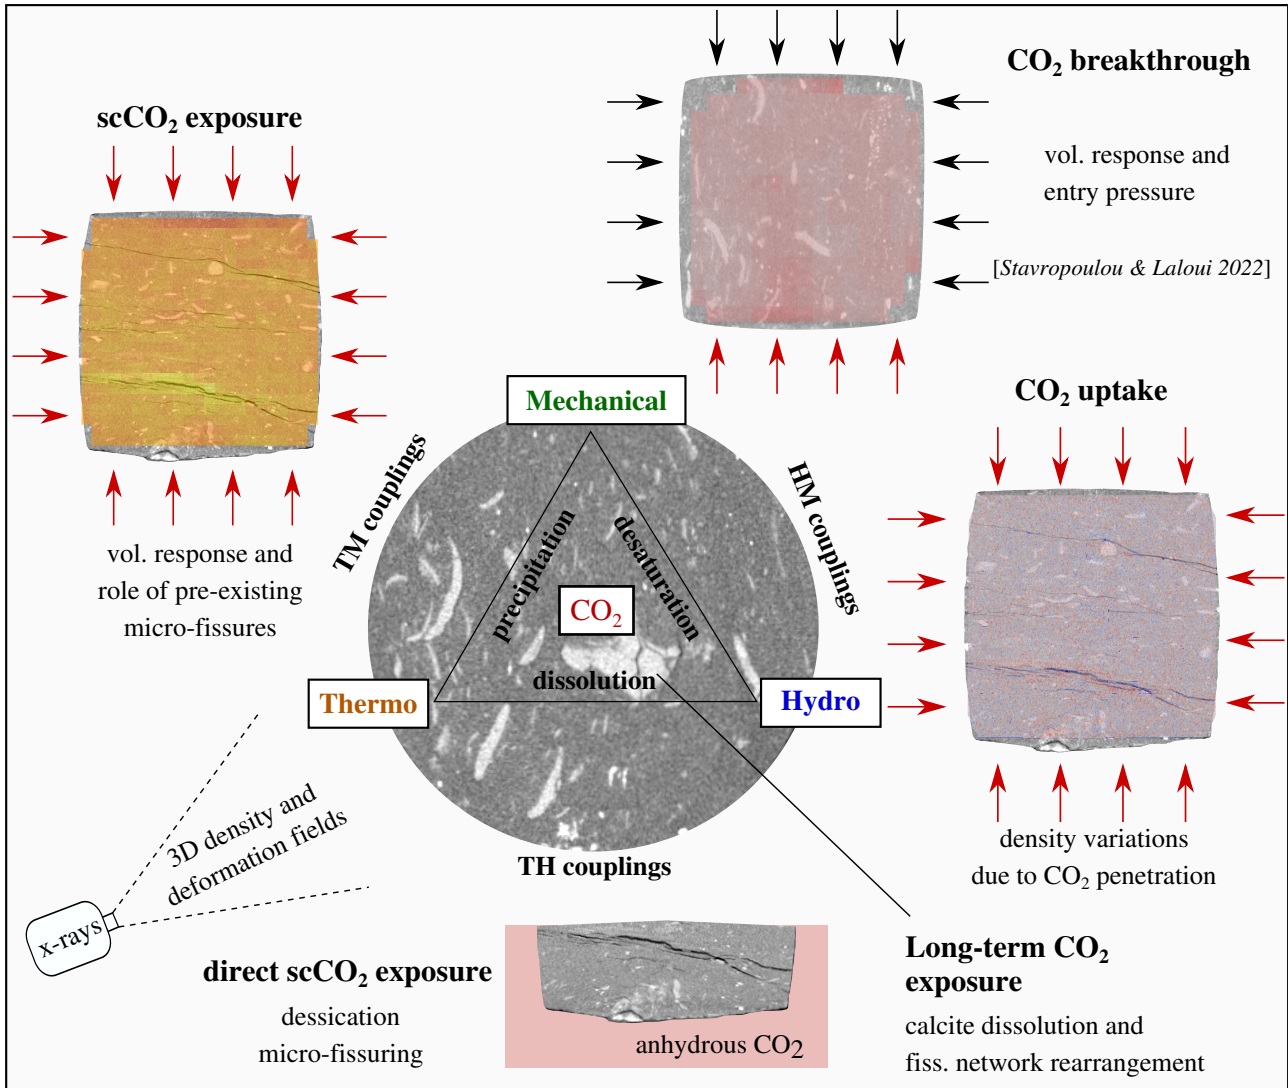 CO2 breakthrough
vol. response and
entry pressure
[Stavropoulou & Laloui 2022]
scCO2 exposure
vol. response and
role of pre-existing
micro-fissures
CO2 uptake
density variations
due to CO2 penetration
Mechanical
TM couplings
HM couplings
precipitation
desaturation
CO2
dissolution
Thermo
Hydro
TH couplings
3D density and
deformation fields
x-rays
direct scCO2 exposure
dessication
micro-fissuring
anhydrous CO2
Long-term CO2
exposure
calcite dissolution and
fiss. network rearrangement